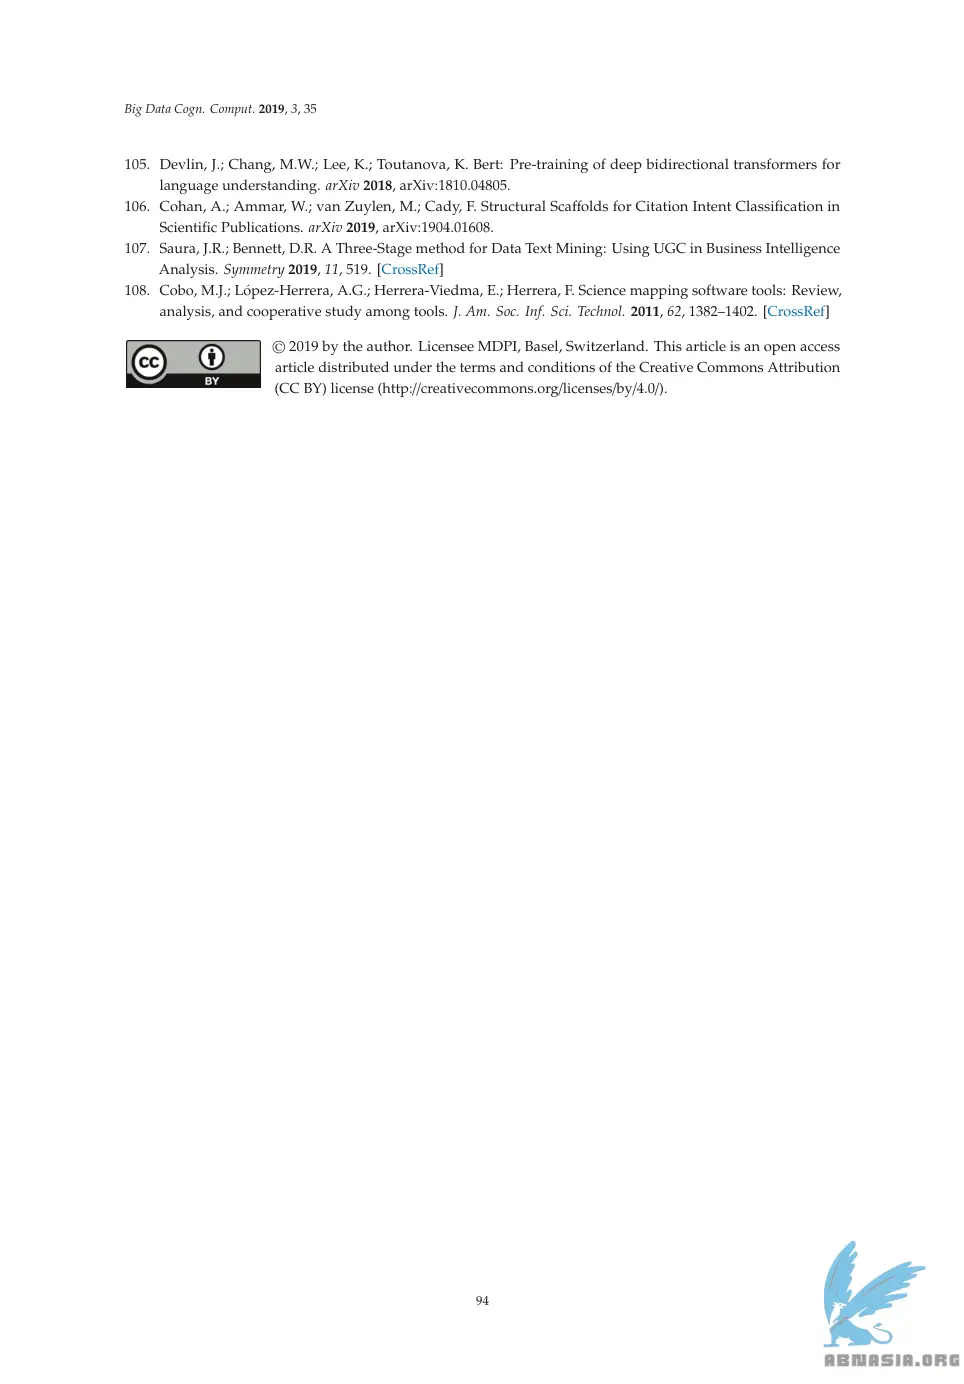 Big Data Cogn. Comput. 2019, 3, 35
105. Devlin, J.; Chang, M.W.; Lee, K.; Toutanova, K. Bert: Pre-training of deep bidirectional transformers for
language understanding. arXiv 2018, arXiv:1810.04805.
106. Cohan, A.; Ammar, W.; van Zuylen, M.; Cady, F. Structural Scaffolds for Citation Intent Classification in
Scientific Publications. arXiv 2019, arXiv:1904.01608.
107. Saura, J.R.; Bennett, D.R. A Three-Stage method for Data Text Mining: Using UGC in Business Intelligence
Analysis. Symmetry 2019, 11, 519. [CrossRef]
108. Cobo, M.J.; López-Herrera, A.G.; Herrera-Viedma, E.; Herrera, F. Science mapping software tools: Review,
analysis, and cooperative study among tools. J. Am. Soc. Inf. Sci. Technol. 2011, 62, 1382–1402. [CrossRef]
cc
BY
© 2019 by the author. Licensee MDPI, Basel, Switzerland. This article is an open access
article distributed under the terms and conditions of the Creative Commons Attribution
(CC BY) license (http://creativecommons.org/licenses/by/4.0/).
94
ABNASIA.ORG